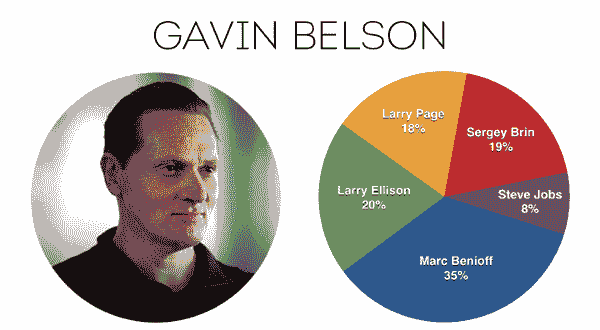 GAVIN BELSON
Larry Page
18%
Sergey Brin
19%
Steve Jobs
8%
Larry Ellison
20%
Marc Benioff
35%